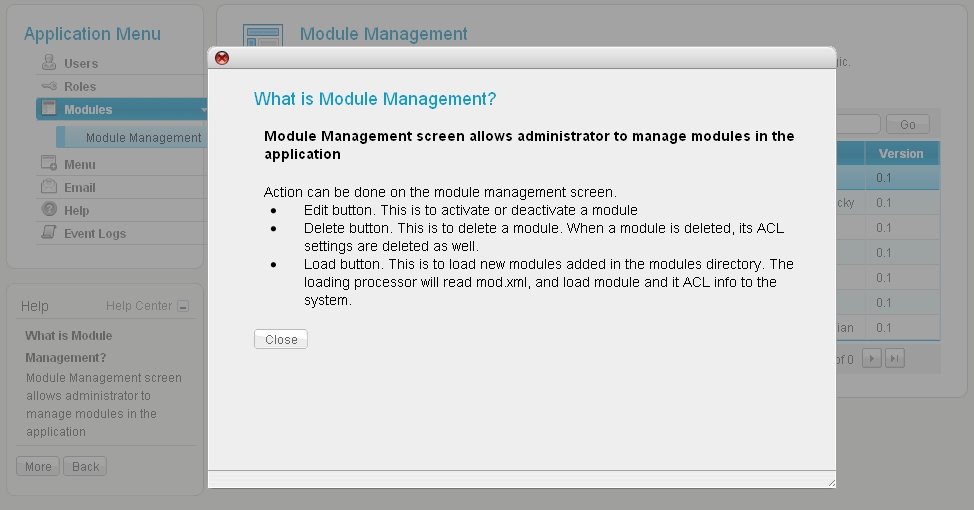 Application Menu
Users
Roles
Modules
Module Management
Menu
Email
Help
Event Logs
Help
Help Center
What is Module
Management?
Module Management screen
allows administrator to
manage modules in the
application
More
Back
Module Management
What is Module Management?
Module Management screen allows administrator to manage modules in the
application
Action can be done on the module management screen.
• Edit button. This is to activate or deactivate a module
• Delete button. This is to delete a module. When a module is deleted, its ACL
settings are deleted as well.
• Load button. This is to load new modules added in the modules directory. The
loading processor will read mod.xml, and load module and it ACL info to the
system.
Close
gic.
Go
Version
0.1
cky 0.1
0.1
0.1
0.1
0.1
ian 0.1
of 0